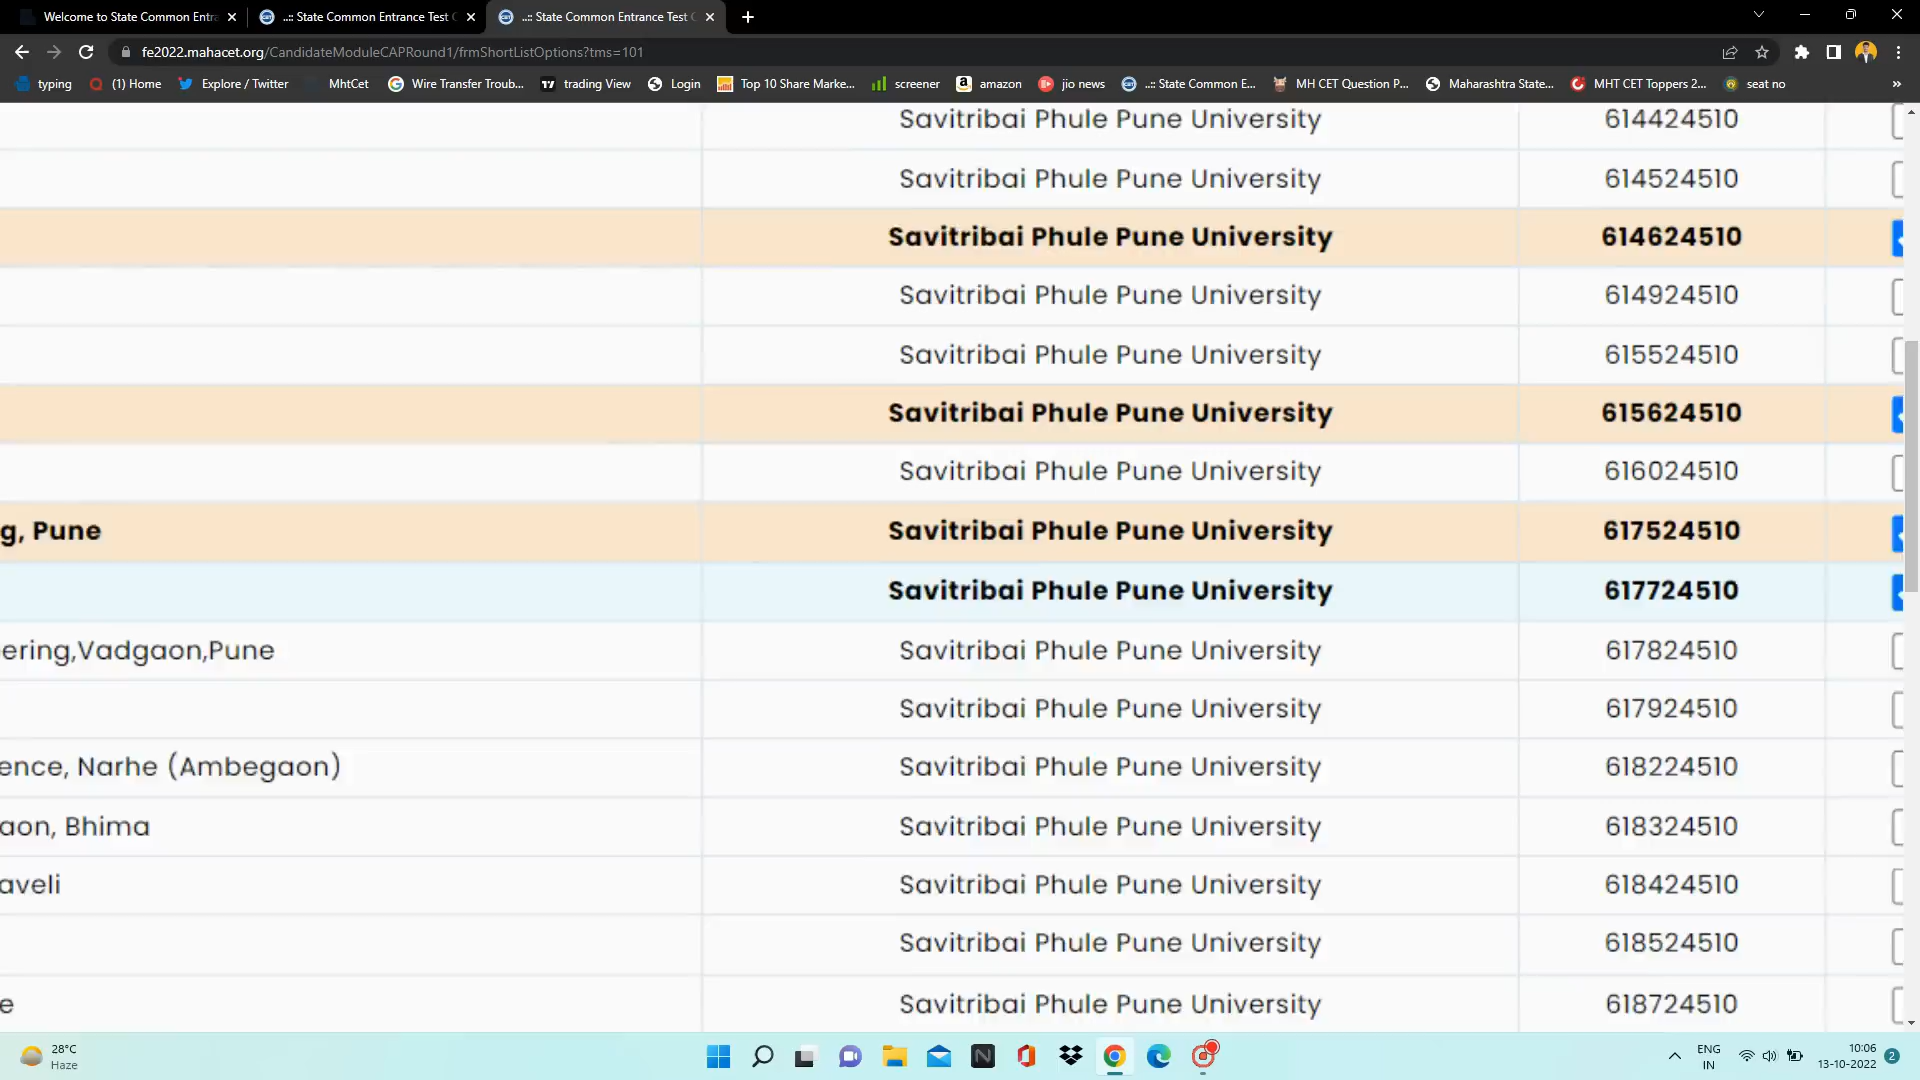 Welcome to State Common Entra
..:: State Common Entrance Test C
..:: State Common Entrance Test C
fe2022.mahacet.org/CandidateModuleCAPRound1/frmShortListOptions?tms=101
typing
(1) Home
Explore / Twitter
MhtCet
Wire Transfer Troub...
trading View
Login
Top 10 Share Marke...
screener
amazon
jio news
..:: State Common E...
MH CET Question P...
Maharashtra State...
MHT CET Toppers 2...
seat no
»
Savitribai Phule Pune University 614424510
Savitribai Phule Pune University 614524510
Savitribai Phule Pune University 614624510
Savitribai Phule Pune University 614924510
Savitribai Phule Pune University 615524510
Savitribai Phule Pune University 615624510
Savitribai Phule Pune University 616024510
g, Pune Savitribai Phule Pune University 617524510
Savitribai Phule Pune University 617724510
ering,Vadgaon,Pune Savitribai Phule Pune University 617824510
Savitribai Phule Pune University 617924510
ence, Narhe (Ambegaon) Savitribai Phule Pune University 618224510
aon, Bhima Savitribai Phule Pune University 618324510
aveli Savitribai Phule Pune University 618424510
Savitribai Phule Pune University 618524510
e Savitribai Phule Pune University 618724510
28°C
Haze
ENG
IN
10:06
13-10-2022
2